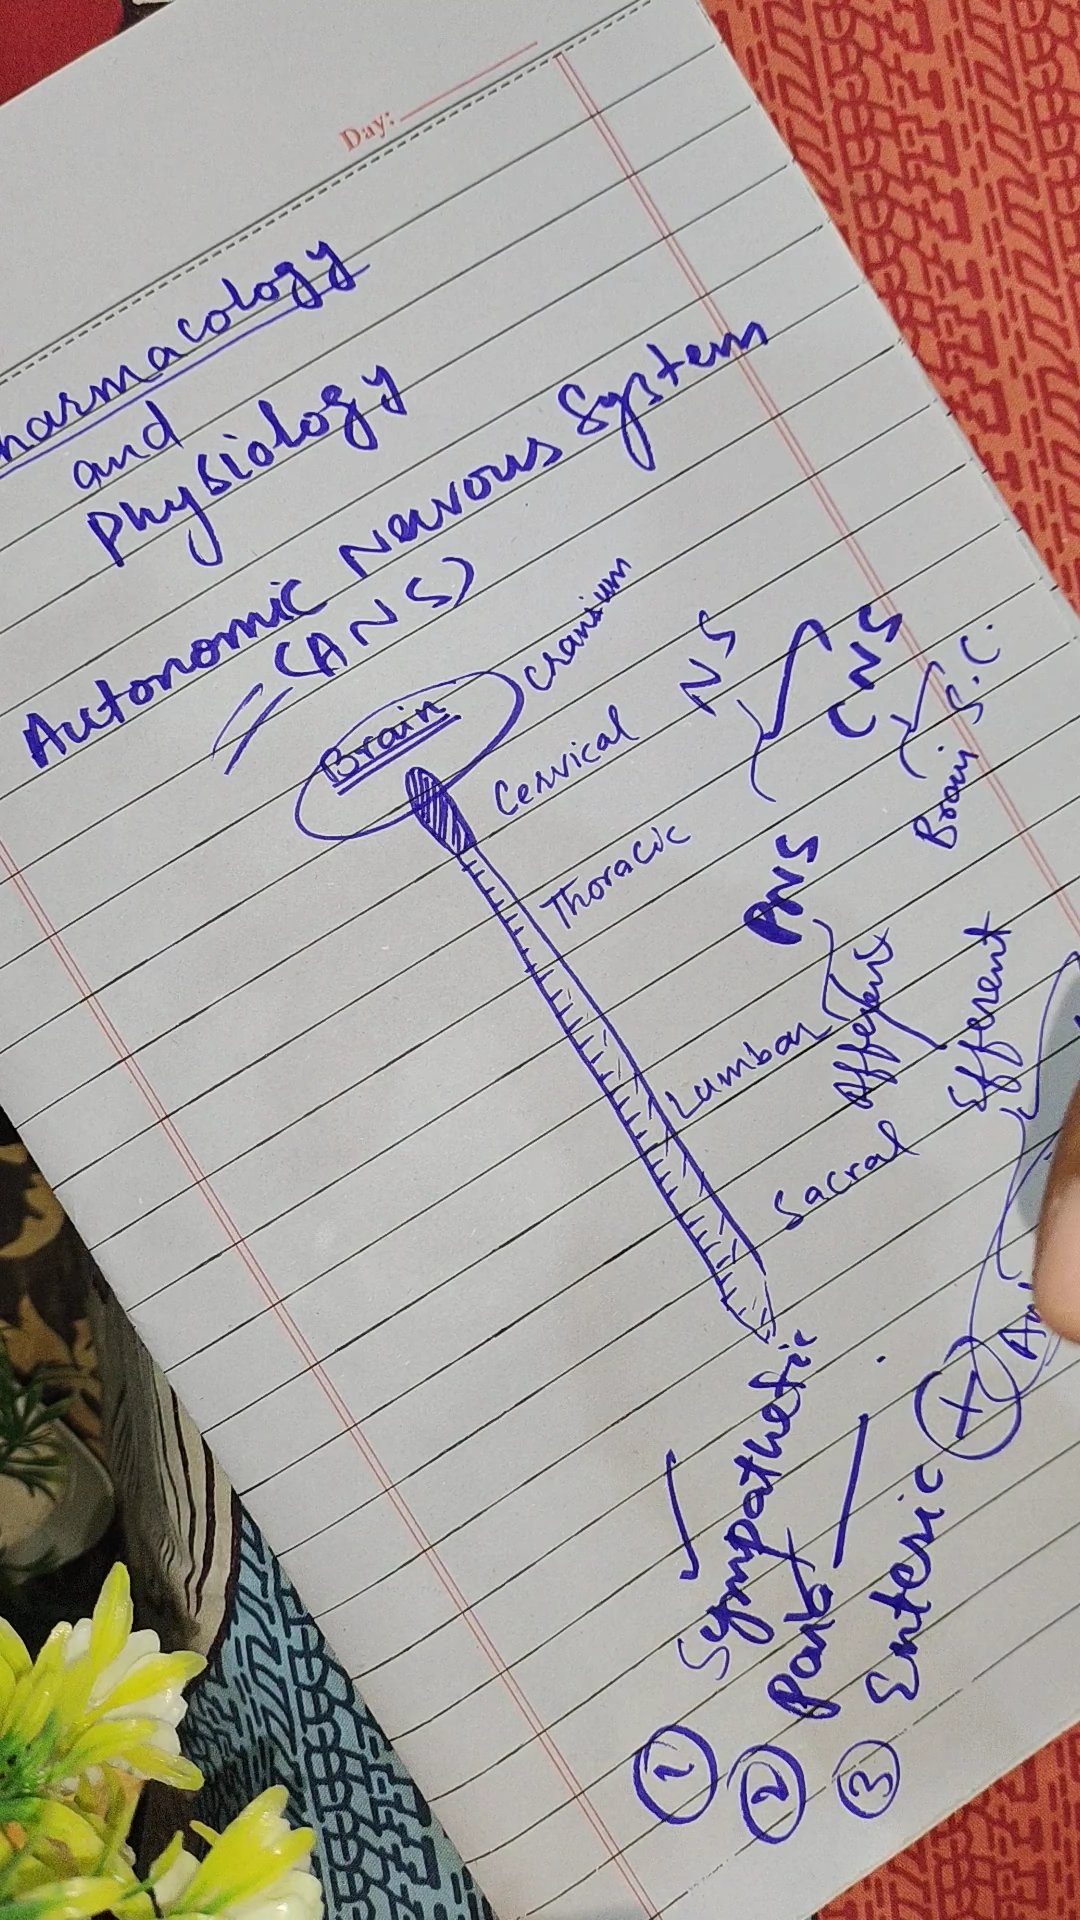 Day:
harmacology
and
Physiology
Autonomic Nervous System
(ANS)
Brain
Cranium
Cervical
Thoracic
Lumbar
Sacral
NS
CNS
Brain
S.C.
PNS
Afferent
Efferent
① Sympathetic
②
③ Enteric